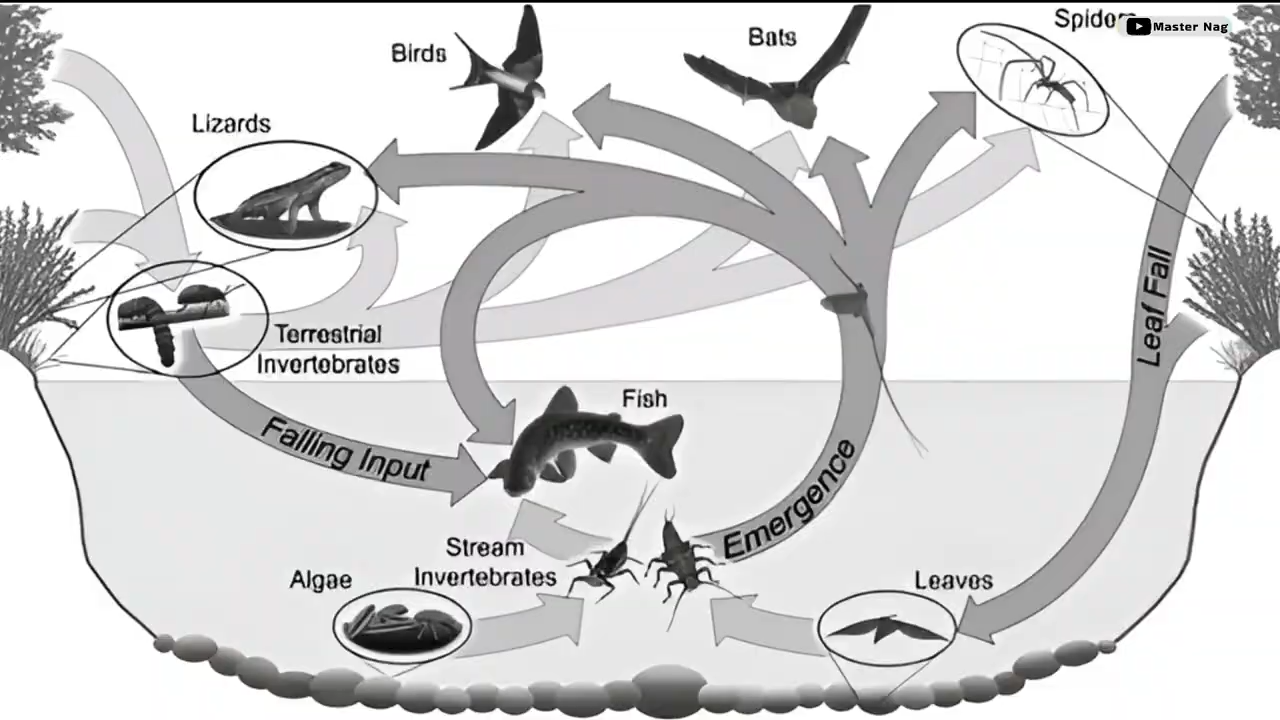 Spiders
Master Nag
Bats
Birds
Lizards
Leaf Fall
Terrestrial
Invertebrates
Fish
Falling Input
Emergence
Stream
Invertebrates
Algae
Leaves